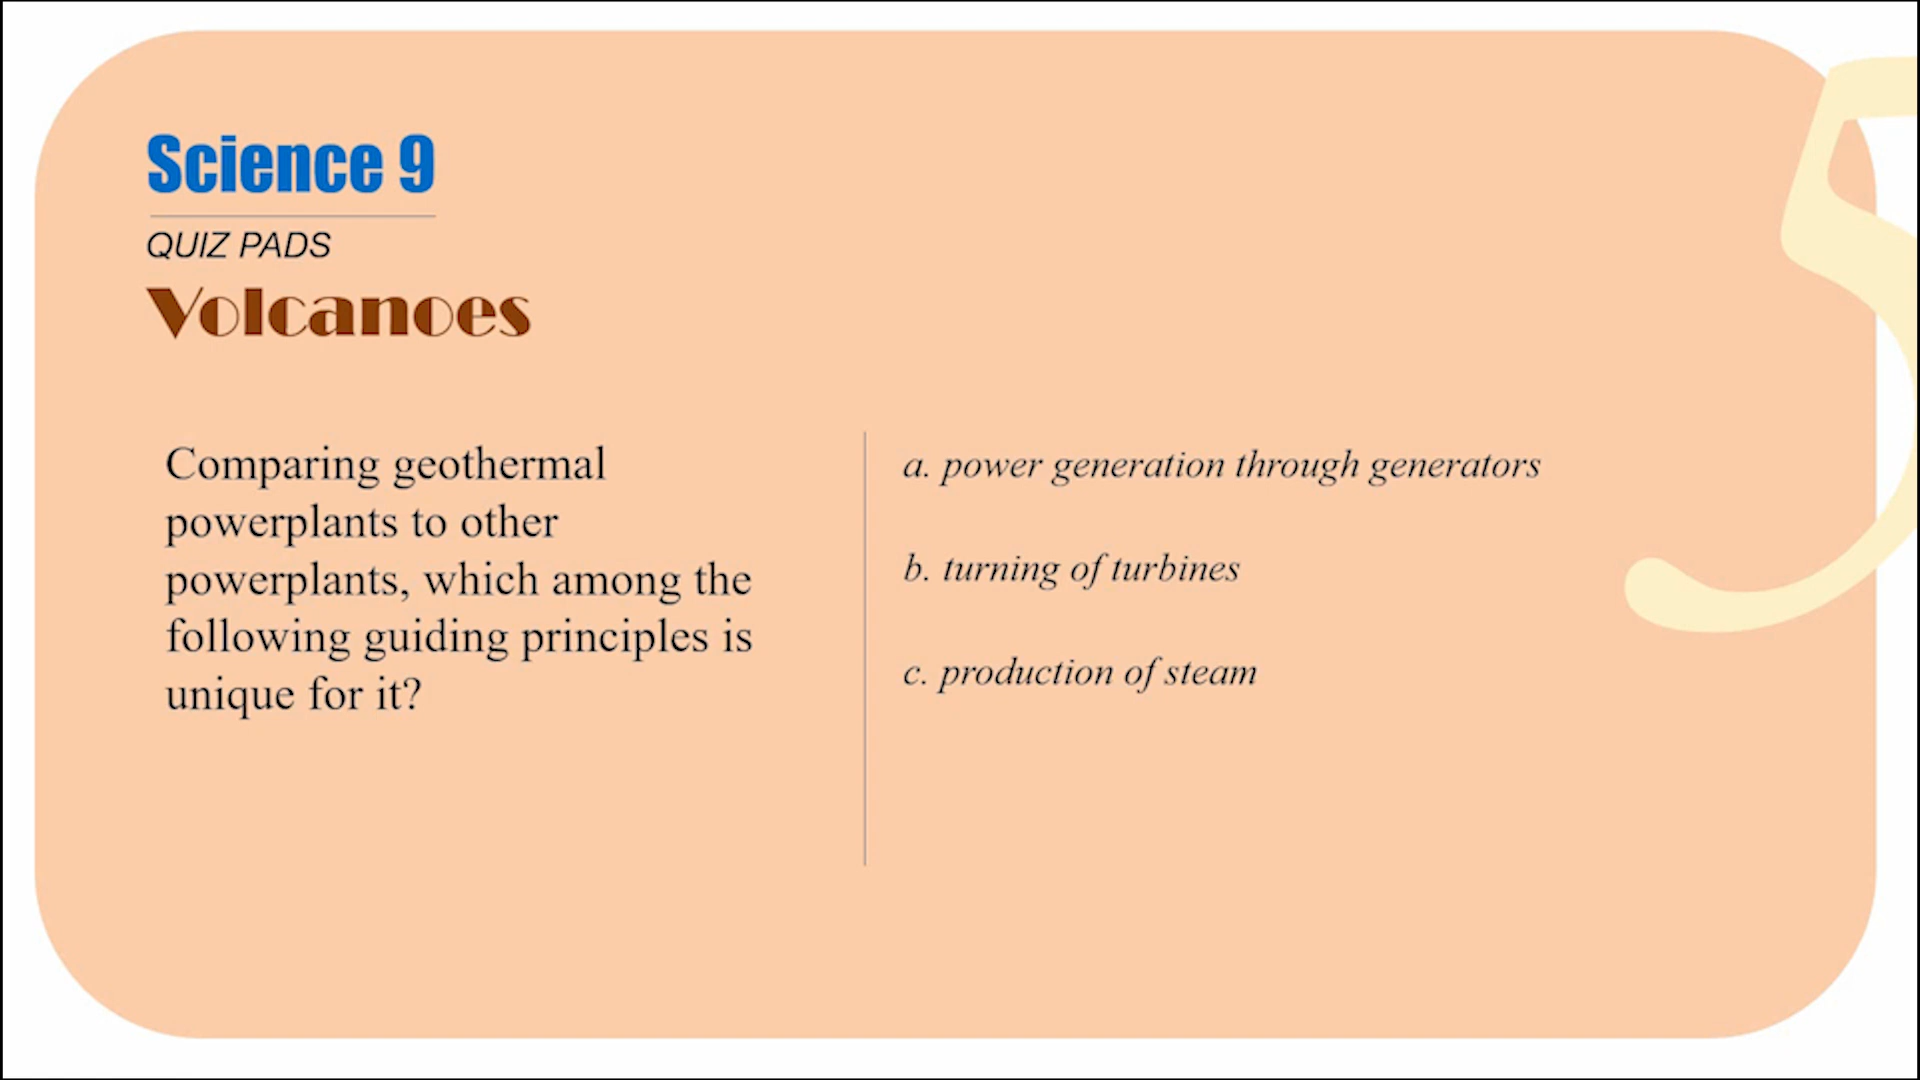 Science 9
QUIZ PADS
Volcanoes
Comparing geothermal
powerplants to other
powerplants, which among the
following guiding principles is
unique for it?
a. power generation through generators
b. turning of turbines
c. production of steam
5